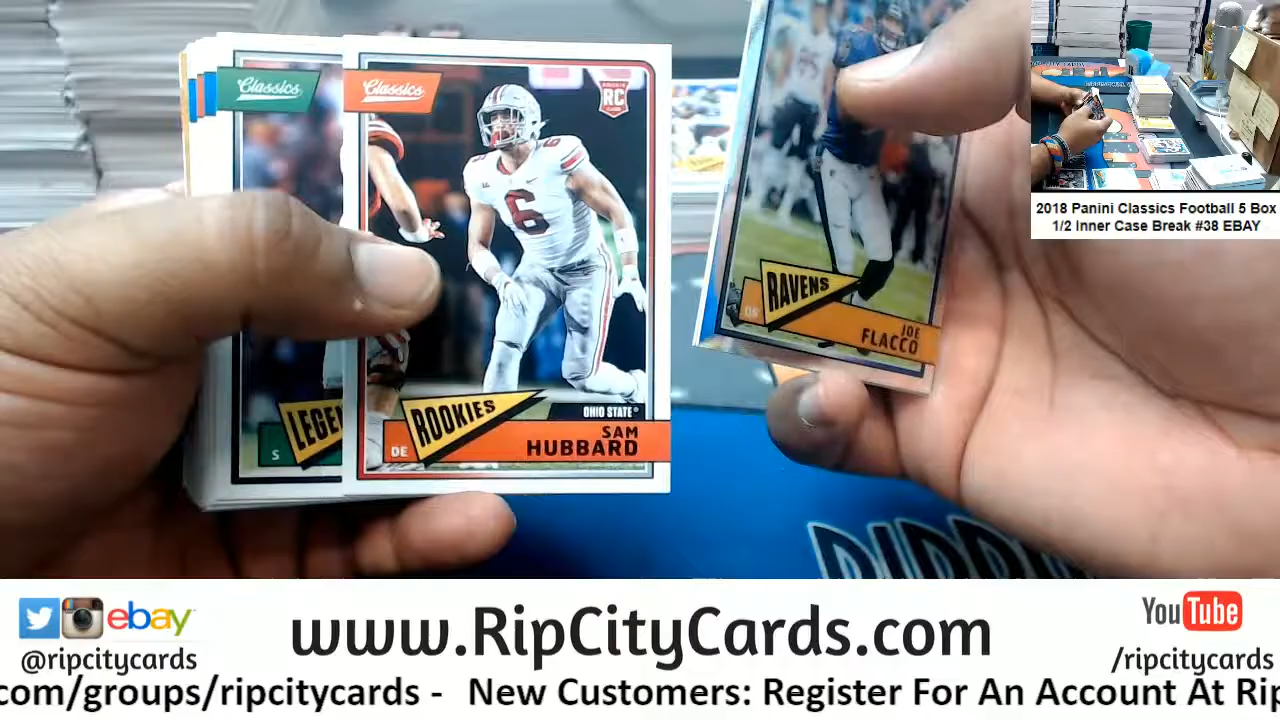 Classics
LEGE
S
Classics
RC
6
ROOKIES
OHIO STATE
SAM
HUBBARD
DE
RAVENS
QB
JOE
FLACCO
2018 Panini Classics Football 5 Box
1/2 Inner Case Break #38 EBAY
ebay
@ripcitycards
www.RipCityCards.com
YouTube
/ripcitycards
com/groups/ripcitycards - New Customers: Register For An Account At Rip